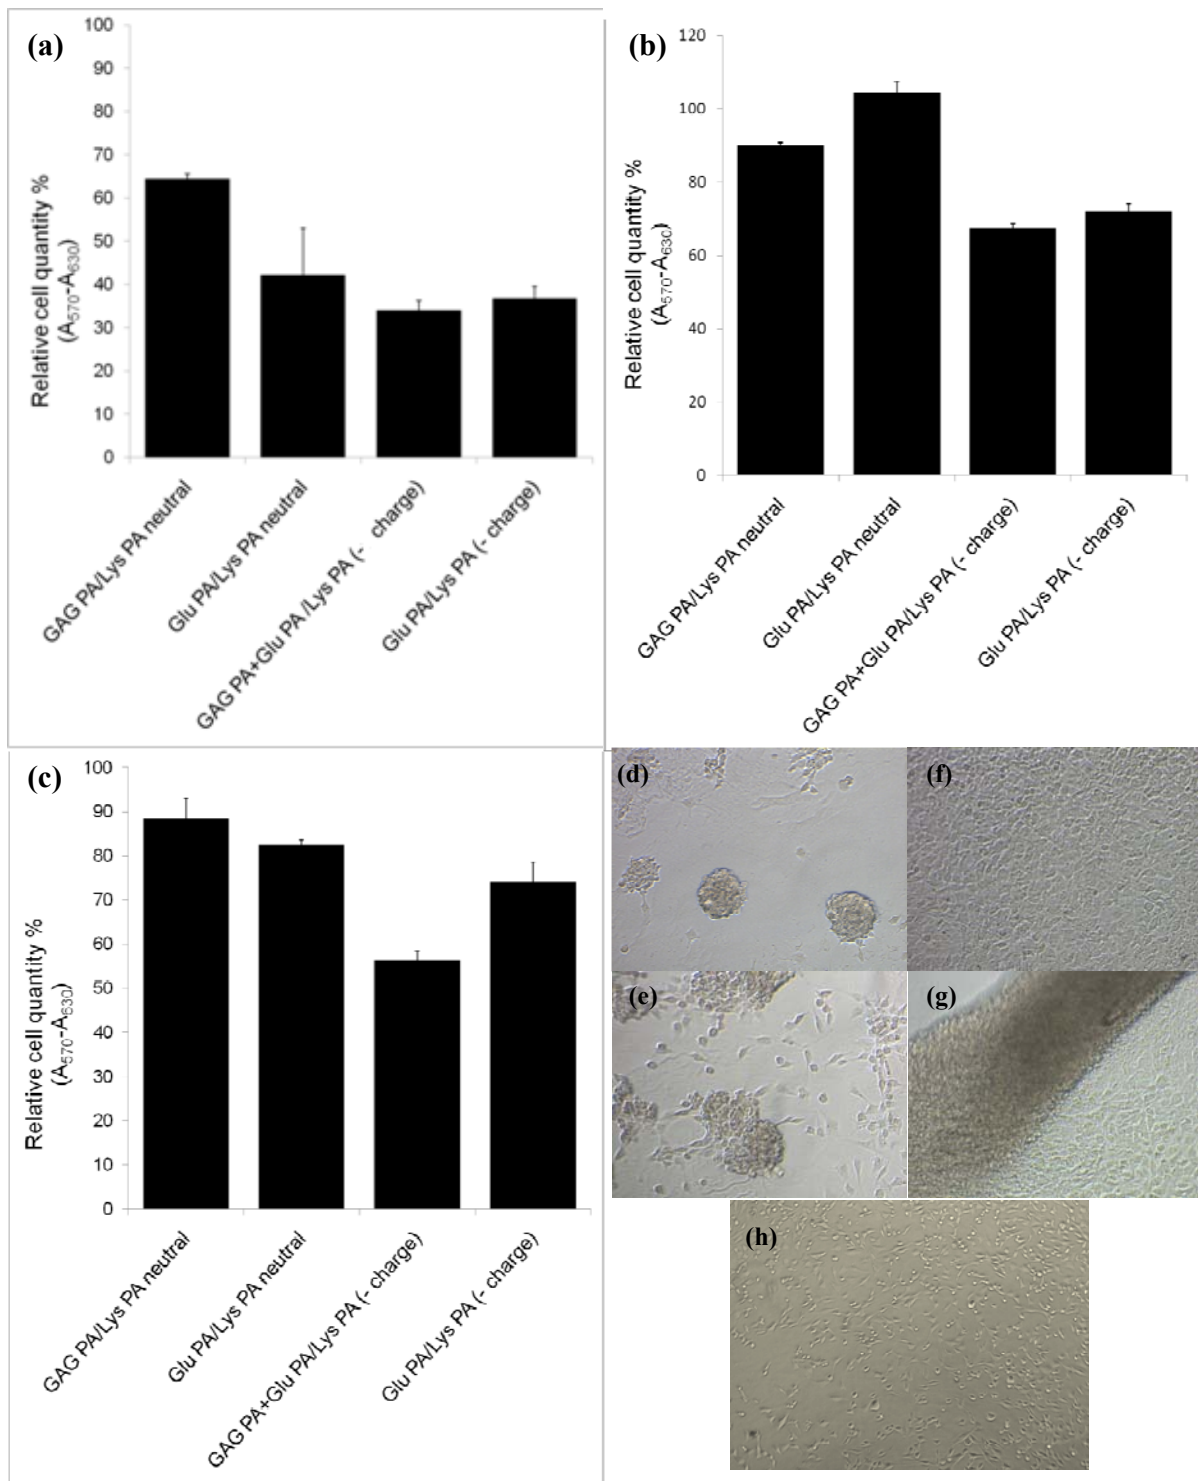 (a)
100
90
80
70
60
50
40
30
20
10
0
Relative cell quantity %
(A570-A630)
GAG PA/Lys PA neutral
Glu PA/Lys PA neutral
GAG PA+Glu PA /Lys PA (- charge)
Glu PA/Lys PA (- charge)
(b)
120
100
80
60
40
20
0
Relative cell quantity %
(A570-A630)
GAG PA/Lys PA neutral
Glu PA/Lys PA neutral
GAG PA+Glu PA/Lys PA (- charge)
Glu PA/Lys PA (- charge)
(c)
100
90
80
70
60
50
40
30
20
10
0
Relative cell quantity %
(A570-A630)
GAG PA/Lys PA neutral
Glu PA/Lys PA neutral
GAG PA+Glu PA/Lys PA (- charge)
Glu PA/Lys PA (- charge)
(d)
(f)
(e)
(g)
(h)